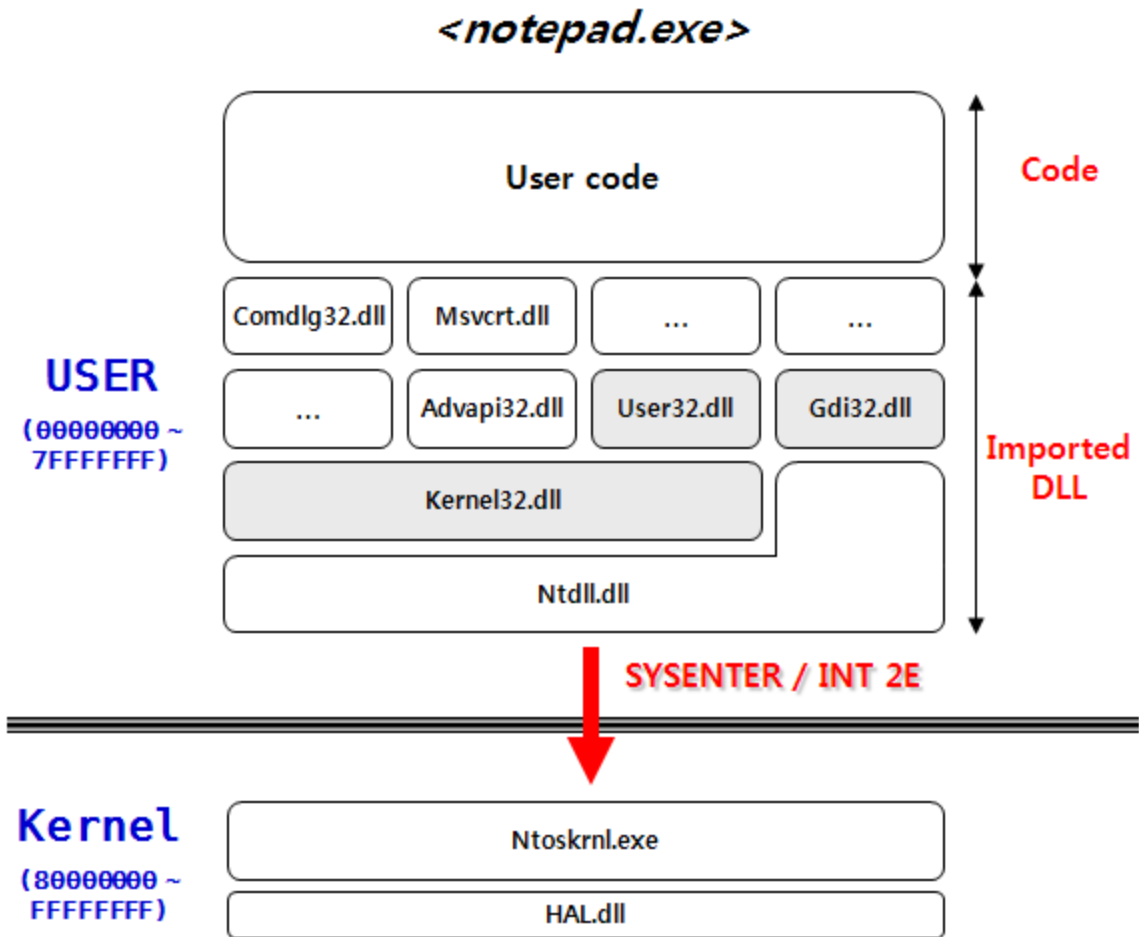 <notepad.exe>
User code
Code
Comdlg32.dll
Msvcrt.dll
...
...
USER
(00000000 ~
7FFFFFFF)
...
Advapi32.dll
User32.dll
Gdi32.dll
Imported
DLL
Kernel32.dll
Ntdll.dll
SYSENTER / INT 2E
Kernel
(80000000 ~
FFFFFFFF)
Ntoskrnl.exe
HAL.dll